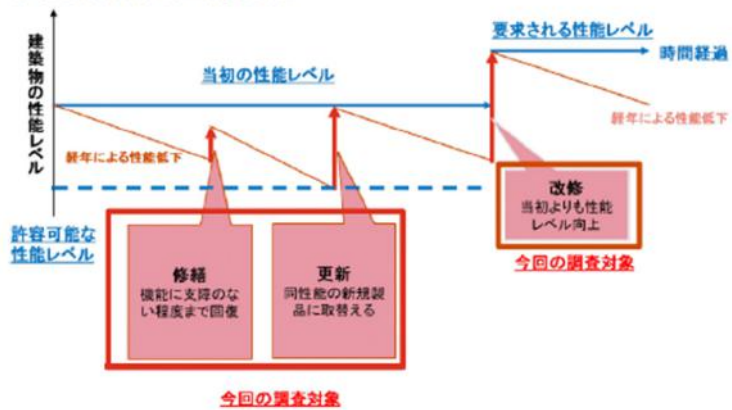 要求される性能レベル
時間経過
建築物の性能レベル
当初の性能レベル
経年による性能低下
経年による性能低下
許容可能な
性能レベル
改修
当初よりも性能
レベル向上
今回の調査対象
修繕
機能に支障のな
い程度まで回復
更新
同性能の新規製
品に取替える
今回の調査対象